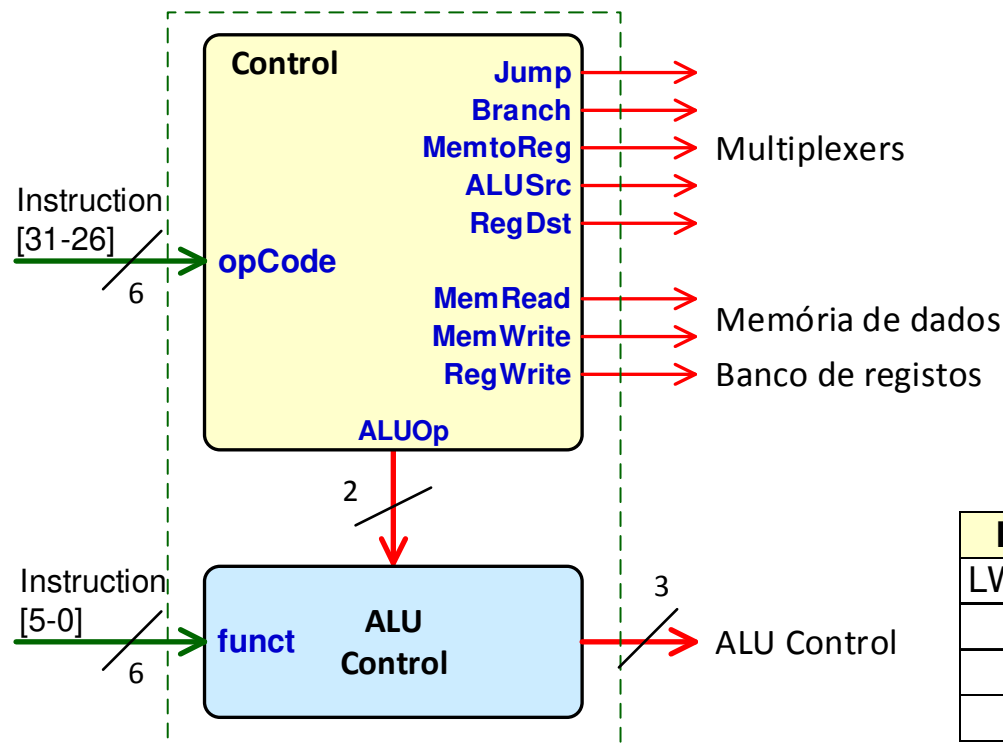 Control
Jump
Branch
MemtoReg
Multiplexers
ALUSrc
RegDst
Instruction
[31-26]
6
opCode
MemRead
MemWrite
Memória de dados
RegWrite
Banco de registos
ALUOp
2
Instruction
[5-0]
6
funct
ALU
Control
3
ALU Control
LW